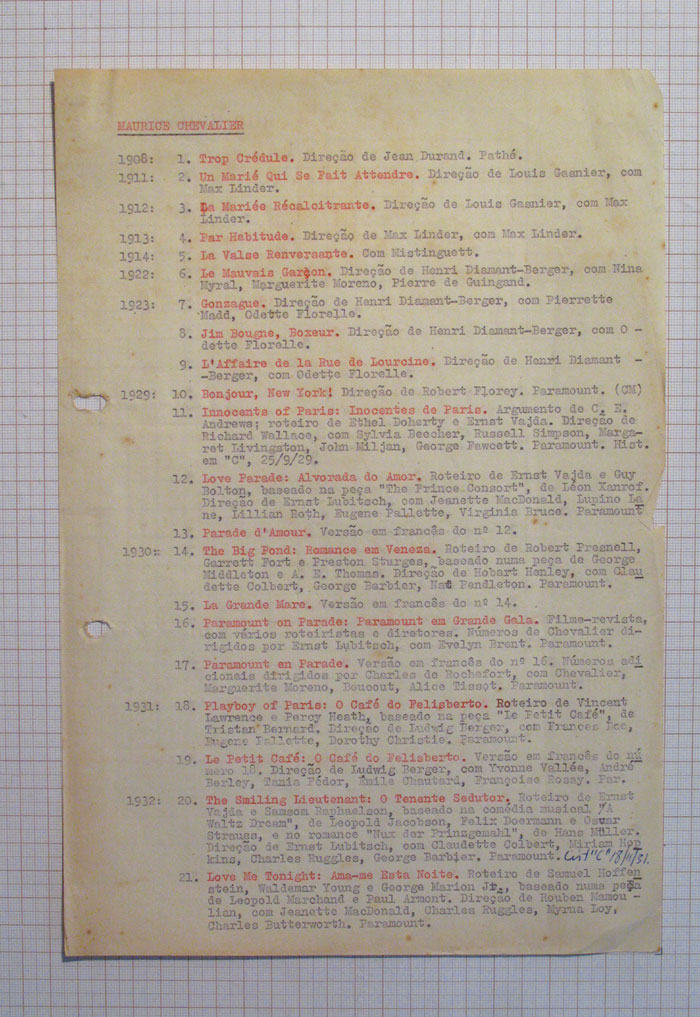 MAURICE CHEVALIER
1908: 1. Trop Crédule. Direção de Jean Durand. Pathé.
1911: 2. Un Marié Qui Se Fait Attendre. Direção de Louis Gasnier, com
Max Linder.
1912: 3. La Mariée Récalcitrante. Direção de Louis Gasnier, com Max
Linder.
1913: 4. Par Habitude. Direção de Max Linder, com Max Linder.
1914: 5. La Valse Renversante. Com Mistinguett.
1922: 6. Le Mauvais Garçon. Direção de Henri Diamant-Berger, com Nina
Myral, Marguerite Moreno, Pierre de Guingand.
1923: 7. Gonzague. Direção de Henri Diamant-Berger, com Pierrette
Madd, Odette Florelle.
8. Jim Bougne, Boxeur. Direção de Henri Diamant-Berger, com O -
dette Florelle.
9. L'Affaire de la Rue de Lourcine. Direção de Henri Diamant -
-Berger, com Odette Florelle.
1929: 10. Bonjour, New York! Direção de Robert Florey. Paramount. (CM)
11. Innocents of Paris: Inocentes de Paris. Argumento de C. E.
Andrews; roteiro de Ethel Doherty e Ernst Vajda. Direção de
Richard Wallace, com Sylvia Beecher, Russell Simpson, Marga-
ret Livingston, John Miljan, George Fawcett. Paramount. Hist.
em "C", 25/9/29.
12. Love Parade: Alvorada do Amor. Roteiro de Ernst Vajda e Guy
Bolton, baseado na peça "The Prince Consort", de Léon Xanrof.
Direção de Ernst Lubitsch, com Jeanette MacDonald, Lupino La
ne, Lillian Roth, Eugene Pallette, Virginia Bruce. Paramount
13. Parade d'Amour. Versão em francês do nº 12.
1930: 14. The Big Pond: Romance em Veneza. Roteiro de Robert Presnell,
Garrett Fort e Preston Sturges, baseado numa peça de George
Middleton e A. E. Thomas. Direção de Hobart Henley, com Clau
dette Colbert, George Barbier, Nat Pendleton. Paramount.
15. La Grande Mare. Versão em francês do nº 14.
16. Paramount on Parade: Paramount em Grande Gala. Filme-revista,
com vários roteiristas e diretores. Números de Chevalier di-
rigidos por Ernst Lubitsch, com Evelyn Brent. Paramount.
17. Paramount en Parade. Versão em francês do nº 16. Números adi
cionais dirigidos por Charles de Rochefort, com Chevalier,
Marguerite Moreno, Boucout, Alice Tissot. Paramount.
1931: 18. Playboy of Paris: O Café do Felisberto. Roteiro de Vincent
Lawrence e Percy Heath, baseado na peça "Le Petit Café", de
Tristan Bernard. Direção de Ludwig Berger, com Frances Dee,
Eugene Pallette, Dorothy Christie. Paramount.
19. Le Petit Café: O Café do Felisberto. Versão em francês do nú
mero 18. Direção de Ludwig Berger, com Yvonne Vallée, André
Berley, Tania Fédor, Émile Chautard, Françoise Rosay. Par.
1932: 20. The Smiling Lieutenant: O Tenente Sedutor. Roteiro de Ernst
Vajda e Samsom Raphaelson, baseado na comédia musical "A
Waltz Dream", de Leopold Jacobson, Felix Doermann e Oscar
Strauss, e no romance "Nux der Prinzgemahl", de Hans Müller.
Direção de Ernst Lubitsch, com Claudette Colbert, Miriam Hop
kins, Charles Ruggles, George Barbier. Paramount.
21. Love Me Tonight: Ama-me Esta Noite. Roteiro de Samuel Hoffen
stein, Waldemar Young e George Marion Jr., baseado numa peça
de Leopold Marchand e Paul Armont. Direção de Rouben Mamou -
lian, com Jeanette MacDonald, Charles Ruggles, Myrna Loy,
Charles Butterworth. Paramount.